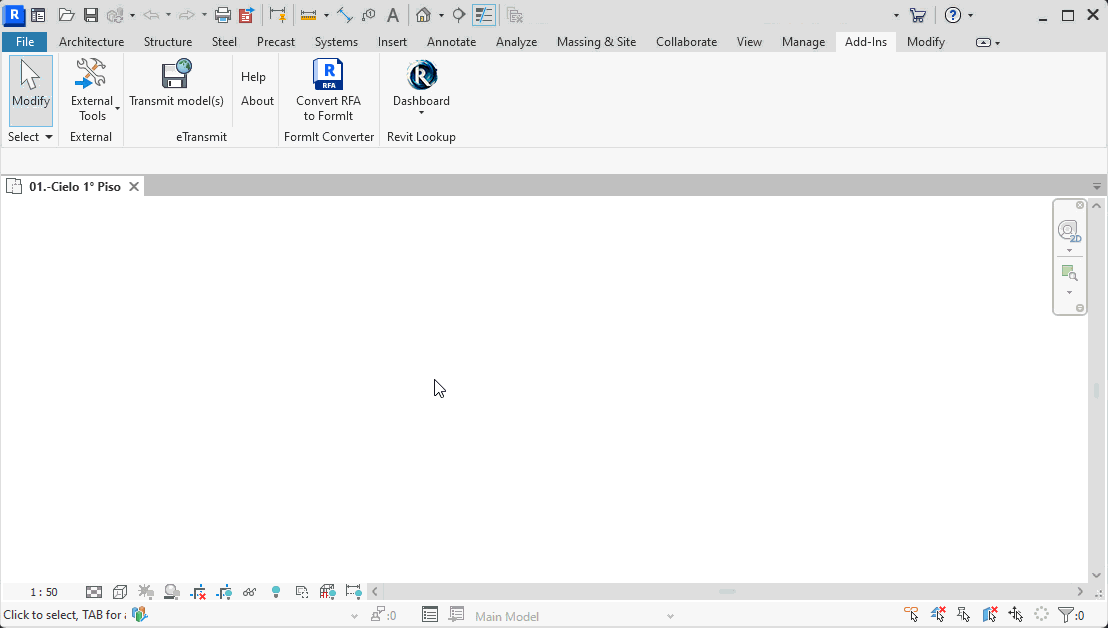 R
File Architecture Structure Steel Precast Systems Insert Annotate Analyze Massing & Site Collaborate View Manage Add-Ins Modify
Modify
External
Tools
Transmit model(s)
Help
About
R
RFA
Convert RFA
to FormIt
R
Dashboard
Select External eTransmit FormIt Converter Revit Lookup
01.-Cielo 1° Piso
2D
1 : 50
Click to select, TAB for a :0 Main Model :0